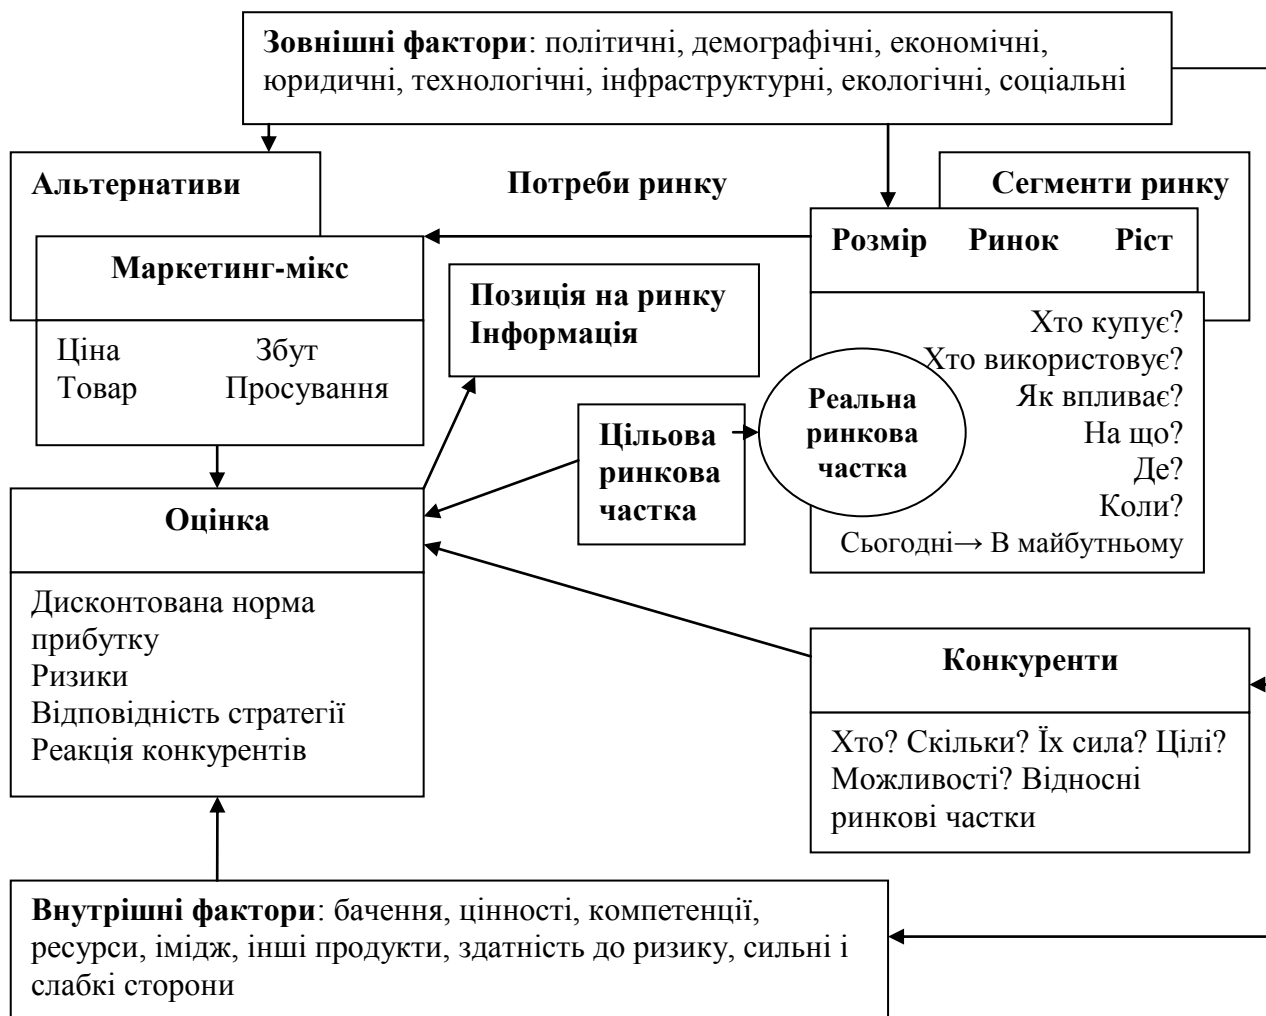 Зовнішні фактори: політичні, демографічні, економічні,
юридичні, технологічні, інфраструктурні, екологічні, соціальні
Альтернативи
Потреби ринку
Сегменти ринку
Маркетинг-мікс
Розмір Ринок Ріст
Ціна Збут
Товар Просування
Позиція на ринку
Інформація
Хто купує?
Хто використовує?
Як впливає?
На що?
Де?
Коли?
Сьогодні→ В майбутньому
Реальна
ринкова
частка
Цільова
ринкова
частка
Оцінка
Дисконтована норма
прибутку
Ризики
Відповідність стратегії
Реакція конкурентів
Конкуренти
Хто? Скільки? Їх сила? Цілі?
Можливості? Відносні
ринкові частки
Внутрішні фактори: бачення, цінності, компетенції,
ресурси, імідж, інші продукти, здатність до ризику, сильні і
слабкі сторони